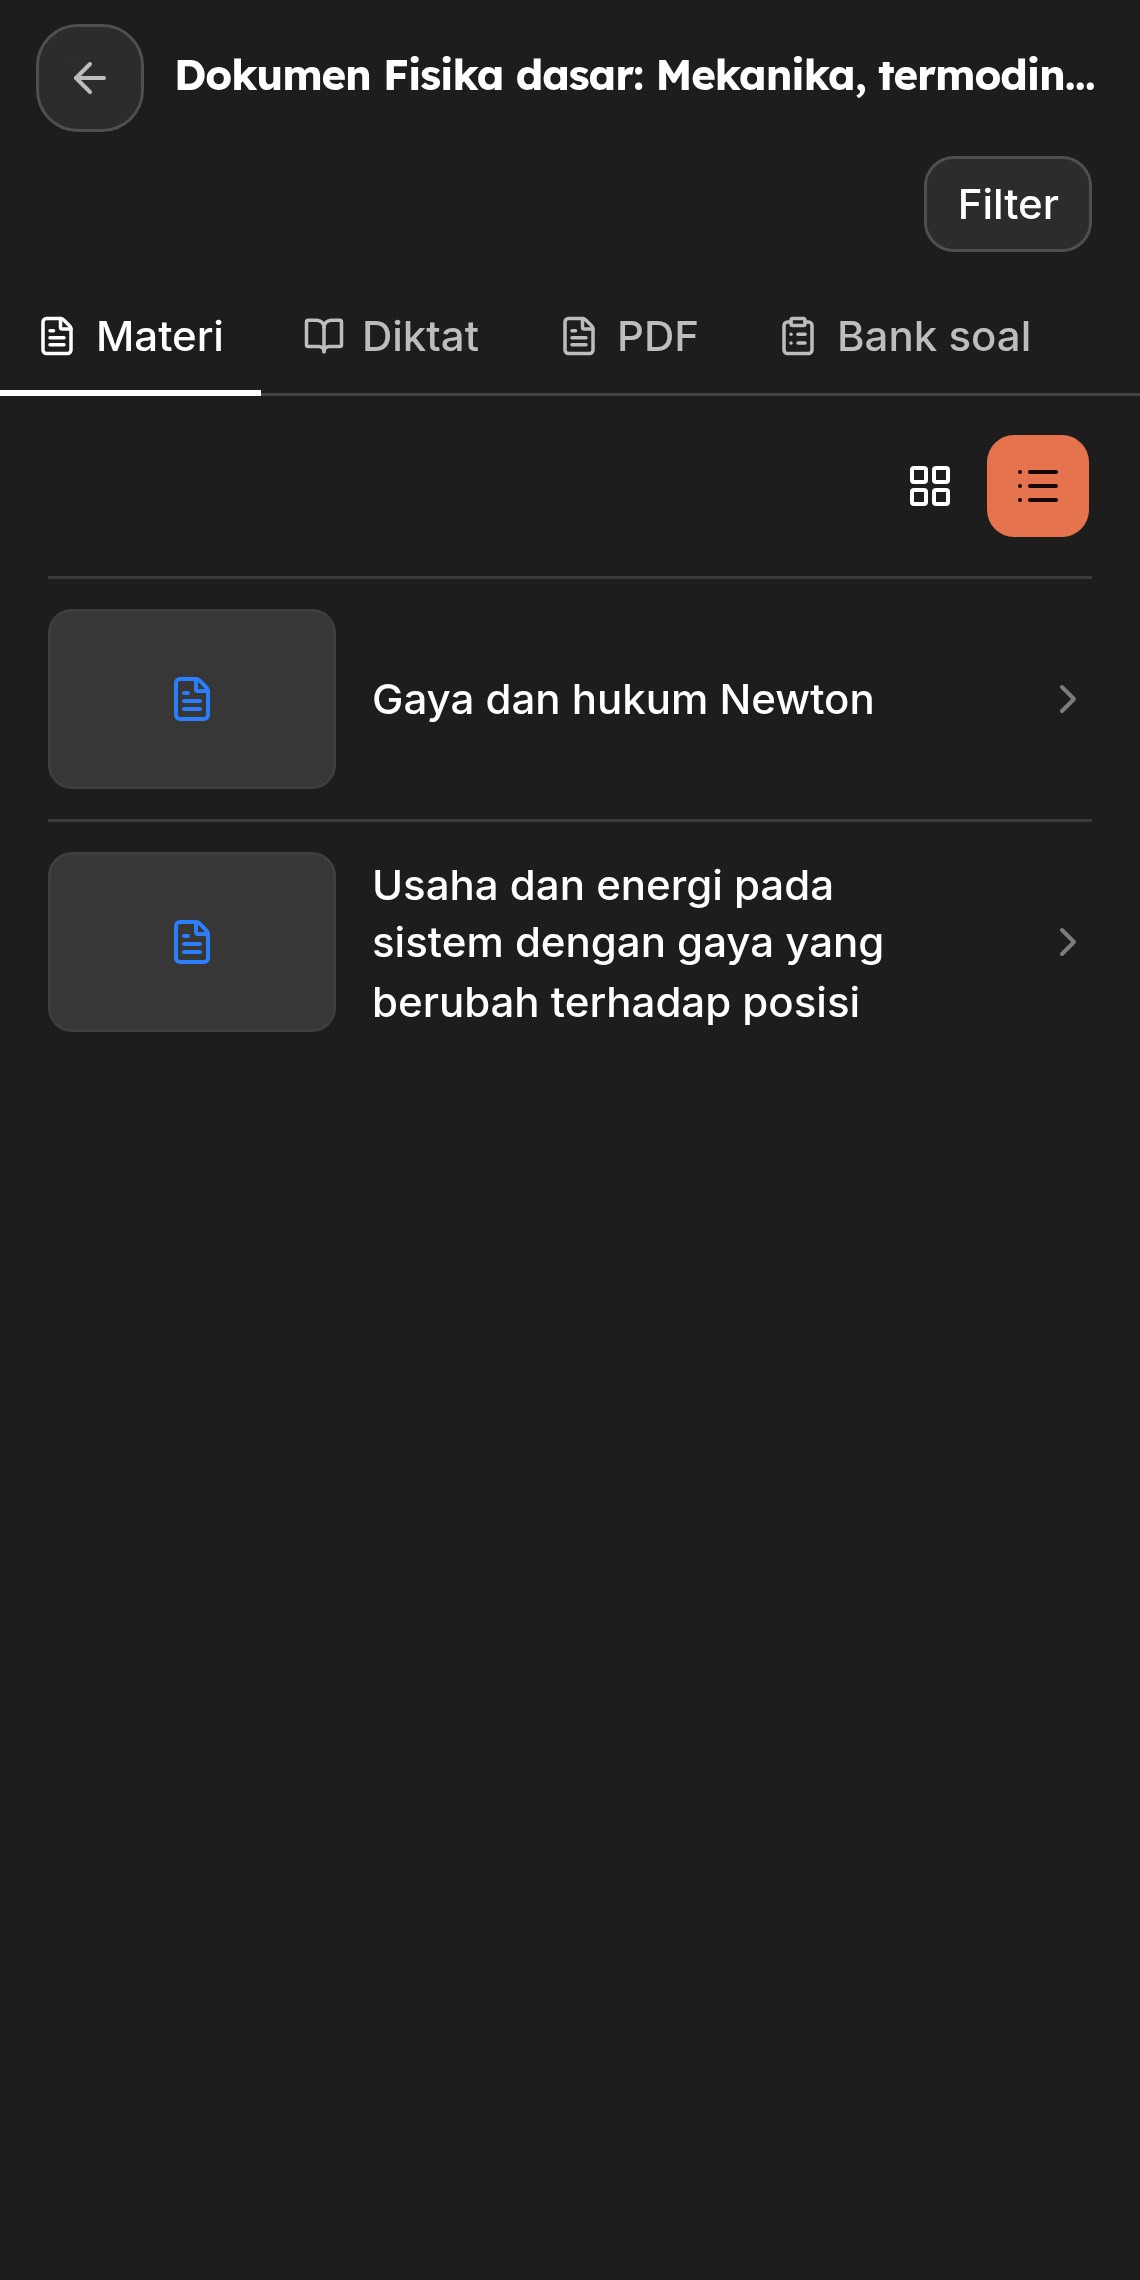 Dokumen Fisika dasar: Mekanika, termodin...
Filter
Materi
Diktat
PDF
Bank soal
Gaya dan hukum Newton
Usaha dan energi pada
sistem dengan gaya yang
berubah terhadap posisi